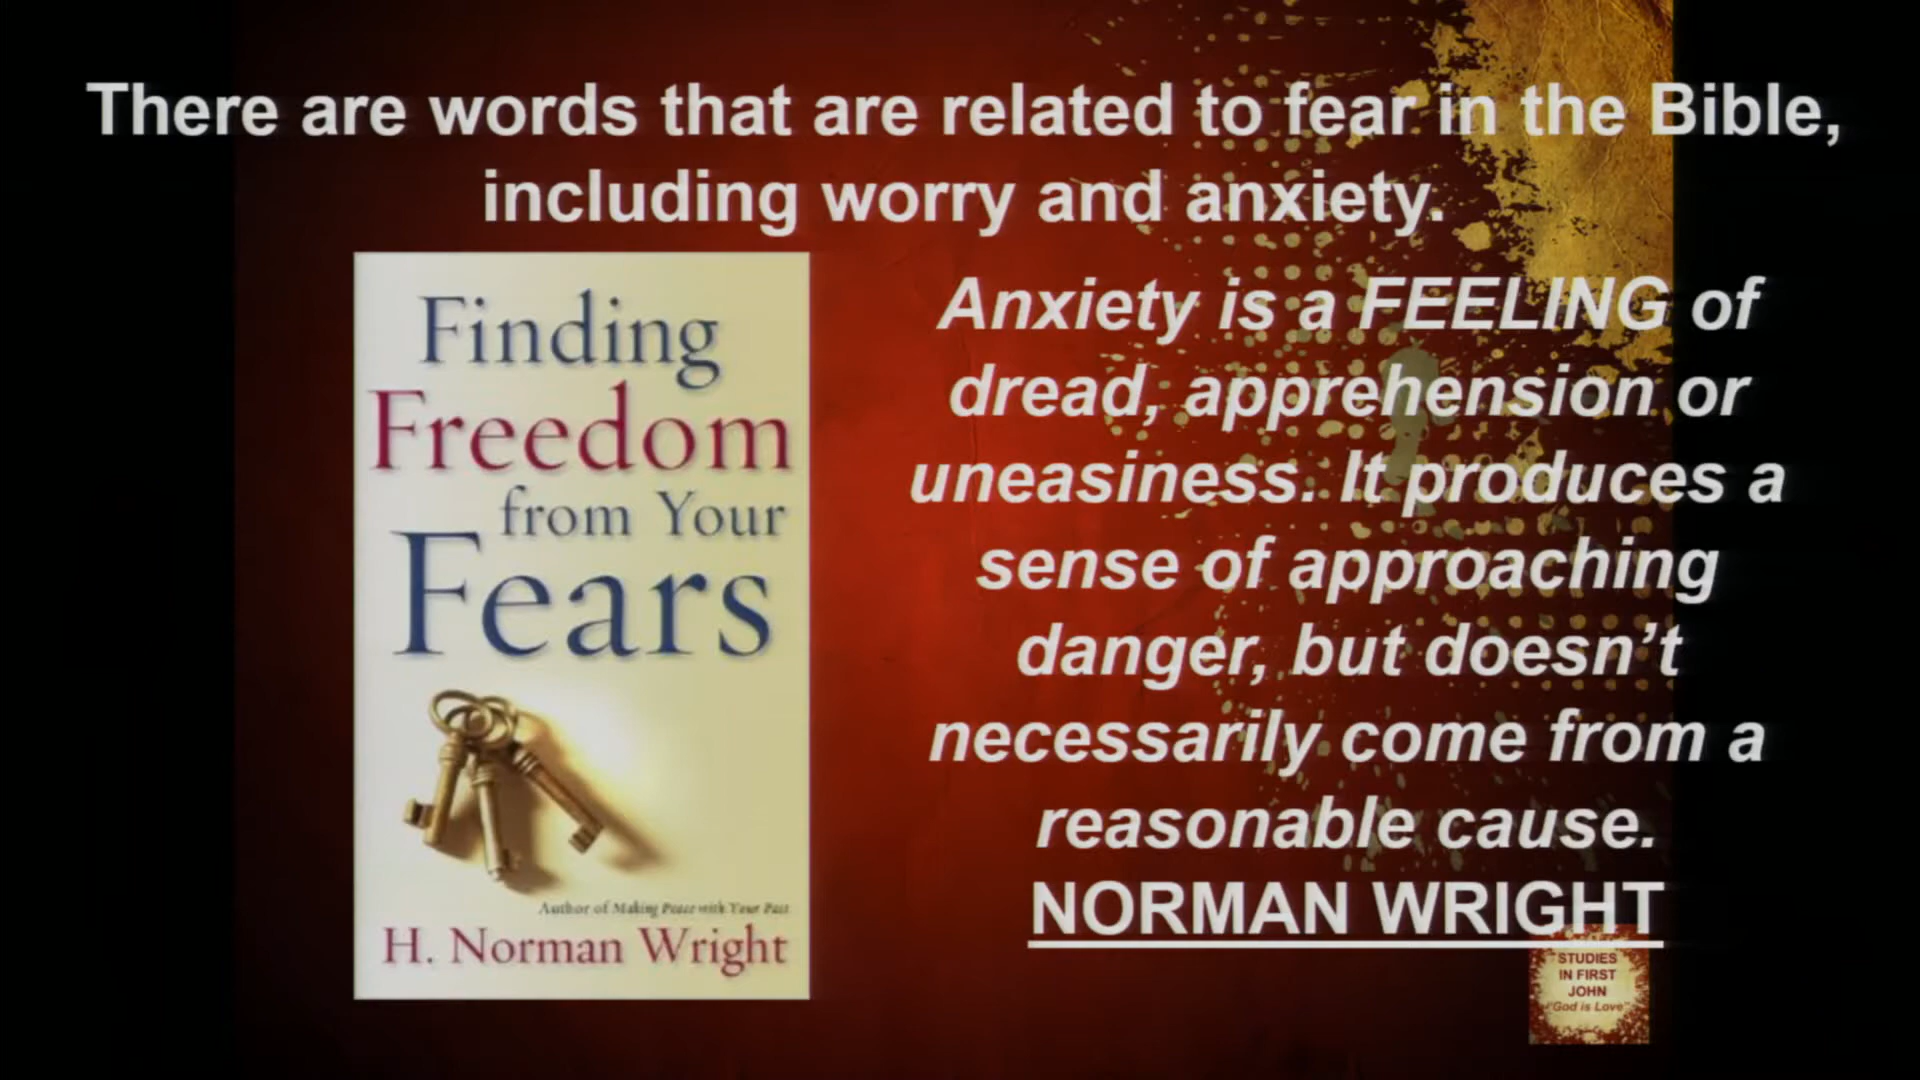 There are words that are related to fear in the Bible,
including worry and anxiety.
Finding
Freedom
from Your
Fears
Author of Making Peace with Your Past
H. Norman Wright
Anxiety is a FEELING of
dread, apprehension or
uneasiness. It produces a
sense of approaching
danger, but doesn't
necessarily come from a
reasonable cause.
NORMAN WRIGHT
STUDIES
IN FIRST
JOHN
"God is Love"